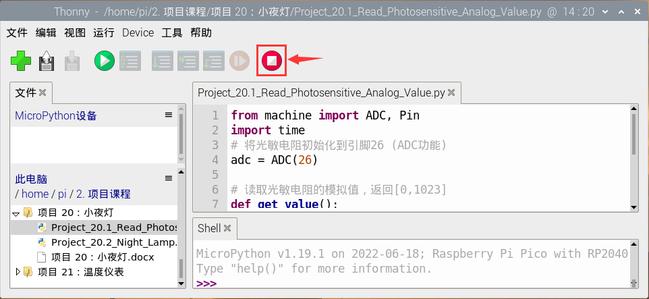 Thonny - /home/pi/2. 项目课程/项目 20：小夜灯/Project_20.1_Read_Photosensitive_Analog_Value.py @ 14 : 20
文件 编辑 视图 运行 Device 工具 帮助
文件
MicroPython设备
此电脑
/ home / pi / 2. 项目课程
项目 20：小夜灯
Project_20.1_Read_Photos
Project_20.2_Night_Lamp.
项目 20：小夜灯.docx
项目 21：温度仪表
Project_20.1_Read_Photosensitive_Analog_Value.py
1 from machine import ADC, Pin
2 import time
3 # 将光敏电阻初始化到引脚26 (ADC功能)
4 adc = ADC(26)
5
6 # 读取光敏电阻的模拟值，返回[0,1023]
7 def get_value():
Shell
MicroPython v1.19.1 on 2022-06-18; Raspberry Pi Pico with RP2040
Type "help()" for more information.
>>>